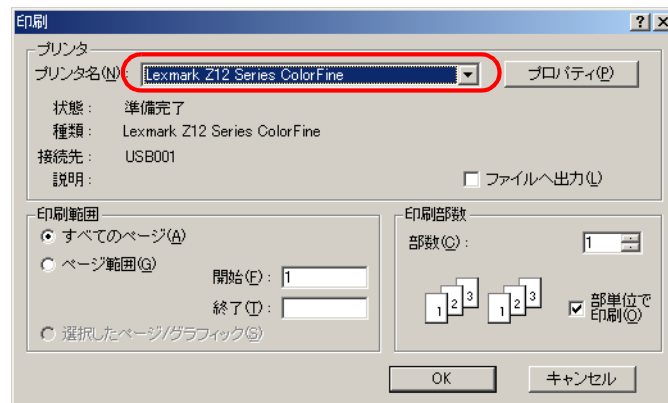 印刷
プリンタ
プリンタ名(N): Lexmark Z12 Series ColorFine プロパティ(P)
状態: 準備完了
種類: Lexmark Z12 Series ColorFine
接続先: USB001
説明:
ファイルへ出力(L)
印刷範囲
すべてのページ(A)
ページ範囲(G)
開始(F): 1
終了(T):
選択したページ/グラフィック(S)
印刷部数
部数(C): 1
1 2 3 1 2 3
部単位で
印刷(O)
OK キャンセル